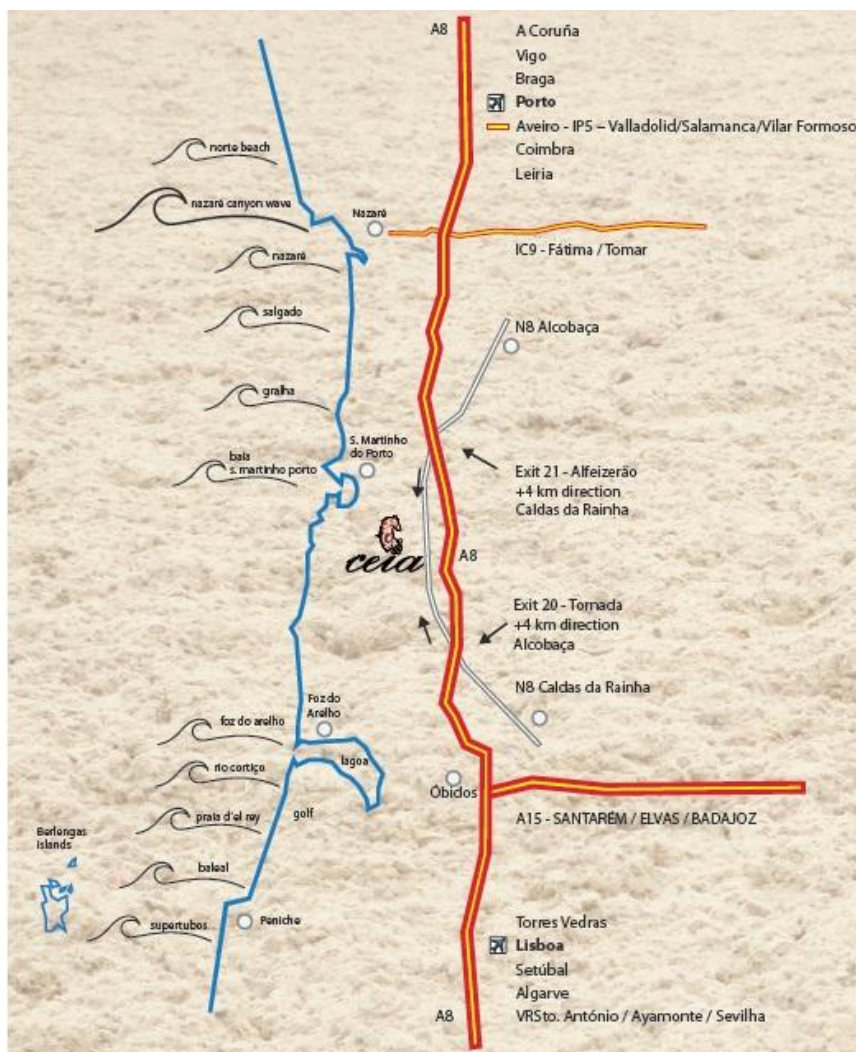 A8
A Coruña
Vigo
Braga
Porto
Aveiro - IP5 – Valladolid/Salamanca/Vilar Formoso
Coimbra
Leiria
norte beach
nazaré canyon wave
Nazaré
nazaré
IC9 - Fátima / Tomar
salgado
N8 Alcobaça
gralha
S. Martinho
do Porto
baía
s. martinho porto
Exit 21 - Alfeizerão
+4 km direction
Caldas da Rainha
ceia
A8
Exit 20 - Tornada
+4 km direction
Alcobaça
N8 Caldas da Rainha
Foz do
Arelho
foz do arelho
lagoa
rio cortiço
Óbidos
praia d'el rey
golf
A15 - SANTARÉM / ELVAS / BADAJOZ
Berlengas
islands
baleal
supertubos
Peniche
Torres Vedras
Lisboa
Setúbal
Algarve
A8
VRSto. António / Ayamonte / Sevilha